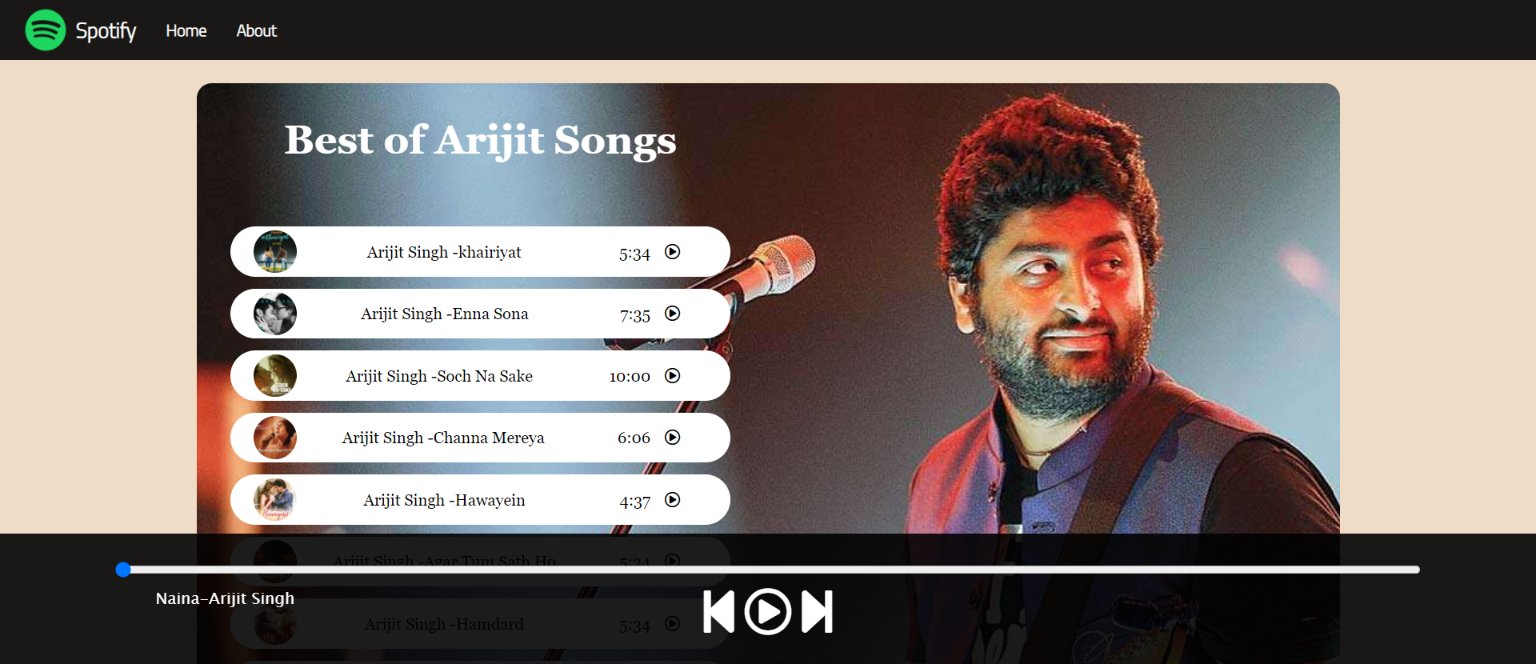 Spotify Home About
Best of Arijit Songs
Arijit Singh -khairiyat 5:34
Arijit Singh -Enna Sona 7:35
Arijit Singh -Soch Na Sake 10:00
Arijit Singh -Channa Mereya 6:06
Arijit Singh -Hawayein 4:37
Arijit Singh -Agar Tum Sath Ho 5:34
Naina-Arijit Singh
Arijit Singh -Hamdard 5:34